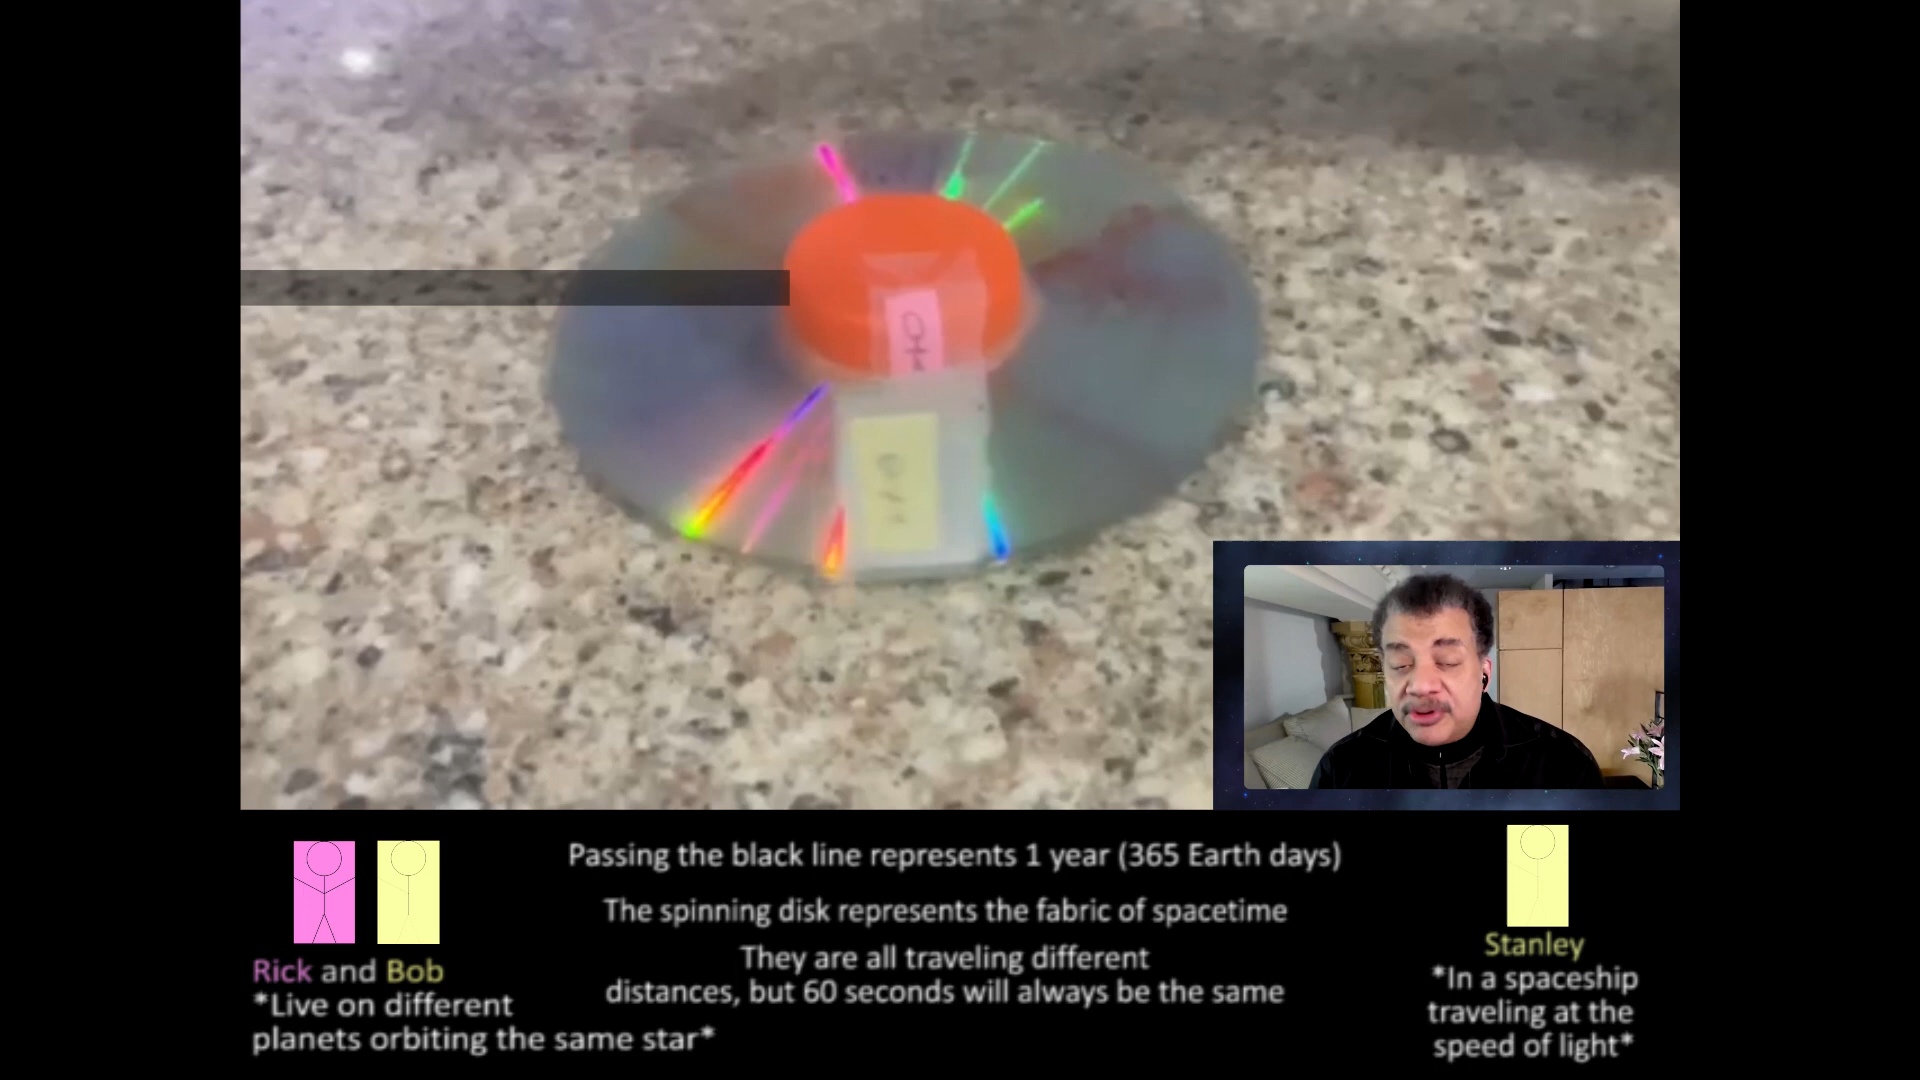 Passing the black line represents 1 year (365 Earth days)
The spinning disk represents the fabric of spacetime
They are all traveling different
distances, but 60 seconds will always be the same
Rick and Bob
*Live on different
planets orbiting the same star*
Stanley
*In a spaceship
traveling at the
speed of light*